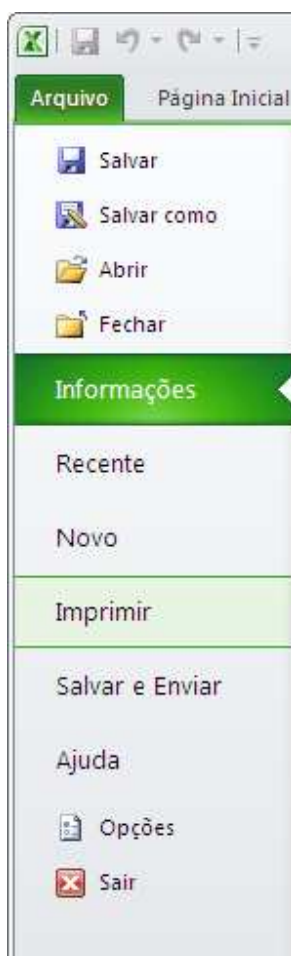 Arquivo Página Inicial
Salvar
Salvar como
Abrir
Fechar
Informações
Recente
Novo
Imprimir
Salvar e Enviar
Ajuda
Opções
Sair